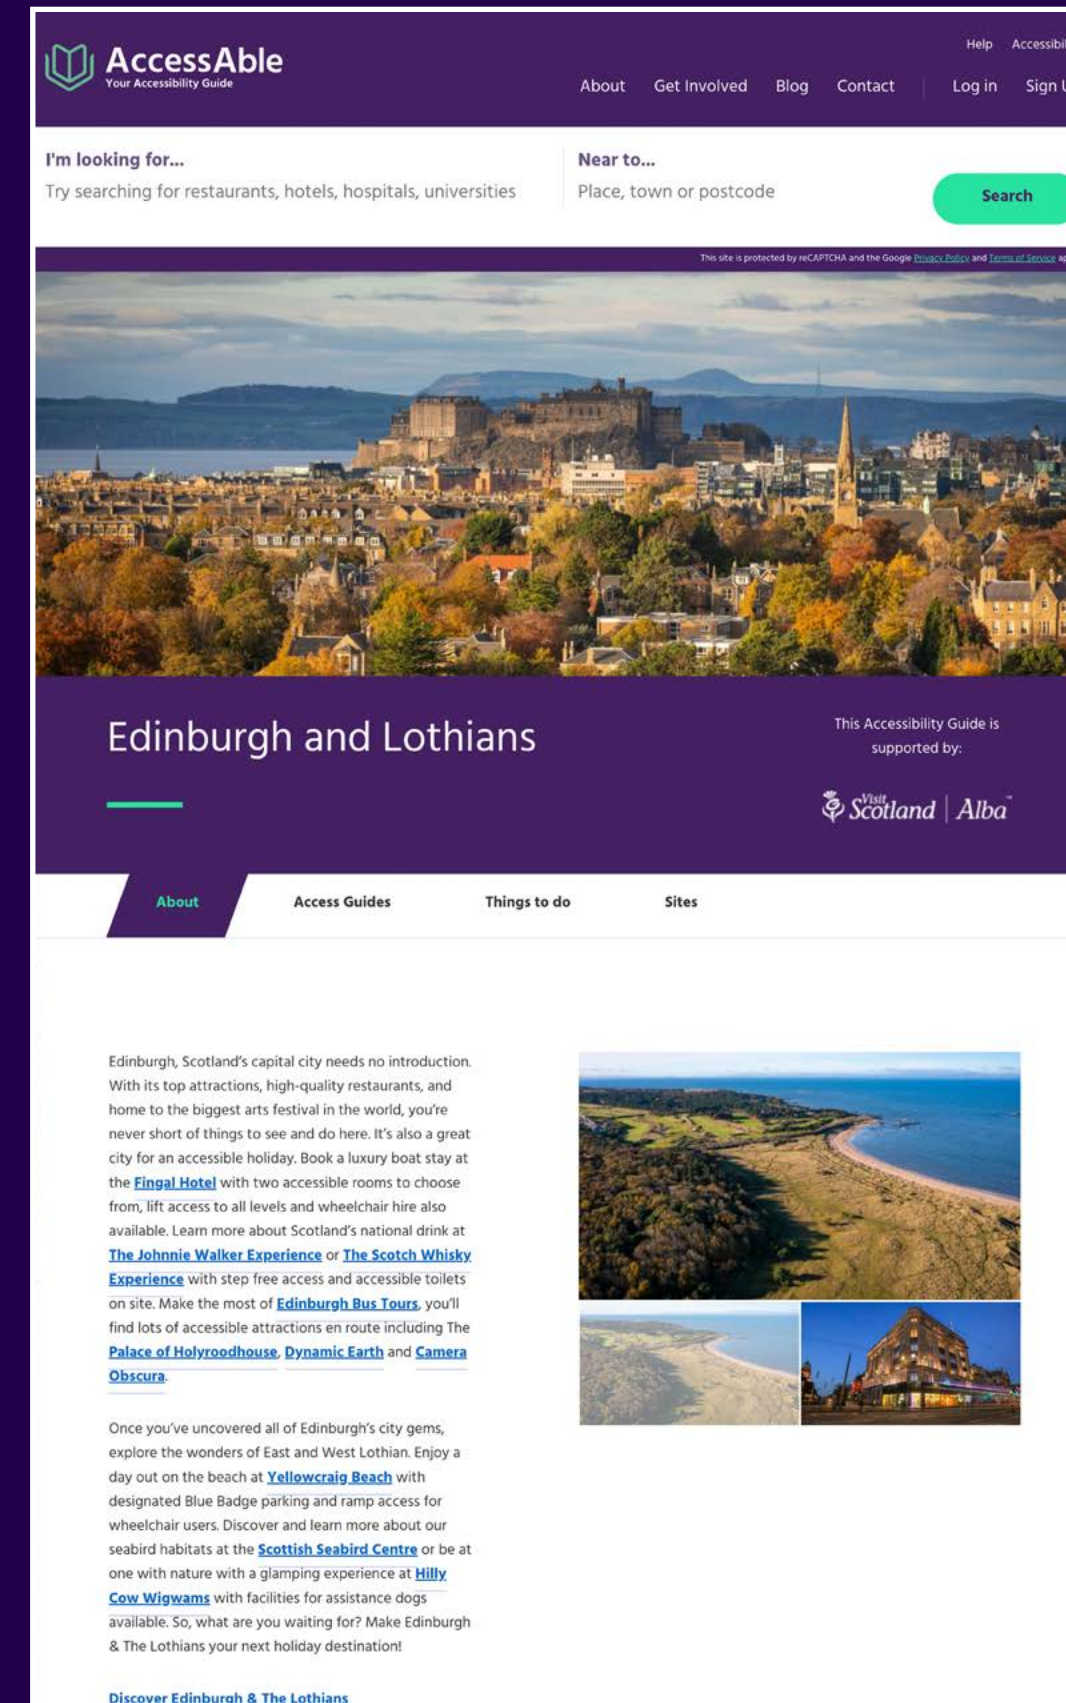 AccessAble
Your Accessibility Guide
Help Accessibil
About Get Involved Blog Contact Log in Sign U
I'm looking for...
Try searching for restaurants, hotels, hospitals, universities
Near to...
Place, town or postcode
Search
This site is protected by reCAPTCHA and the Google Privacy Policy and Terms of Service ap
Edinburgh and Lothians
This Accessibility Guide is
supported by:
Visit
Scotland | Alba™
About Access Guides Things to do Sites
Edinburgh, Scotland's capital city needs no introduction.
With its top attractions, high-quality restaurants, and
home to the biggest arts festival in the world, you're
never short of things to see and do here. It's also a great
city for an accessible holiday. Book a luxury boat stay at
the Fingal Hotel with two accessible rooms to choose
from, lift access to all levels and wheelchair hire also
available. Learn more about Scotland's national drink at
The Johnnie Walker Experience or The Scotch Whisky
Experience with step free access and accessible toilets
on site. Make the most of Edinburgh Bus Tours, you'll
find lots of accessible attractions en route including The
Palace of Holyroodhouse, Dynamic Earth and Camera
Obscura.
Once you've uncovered all of Edinburgh's city gems,
explore the wonders of East and West Lothian. Enjoy a
day out on the beach at Yellowcraig Beach with
designated Blue Badge parking and ramp access for
wheelchair users. Discover and learn more about our
seabird habitats at the Scottish Seabird Centre or be at
one with nature with a glamping experience at Hilly
Cow Wigwams with facilities for assistance dogs
available. So, what are you waiting for? Make Edinburgh
& The Lothians your next holiday destination!
Discover Edinburgh & The Lothians